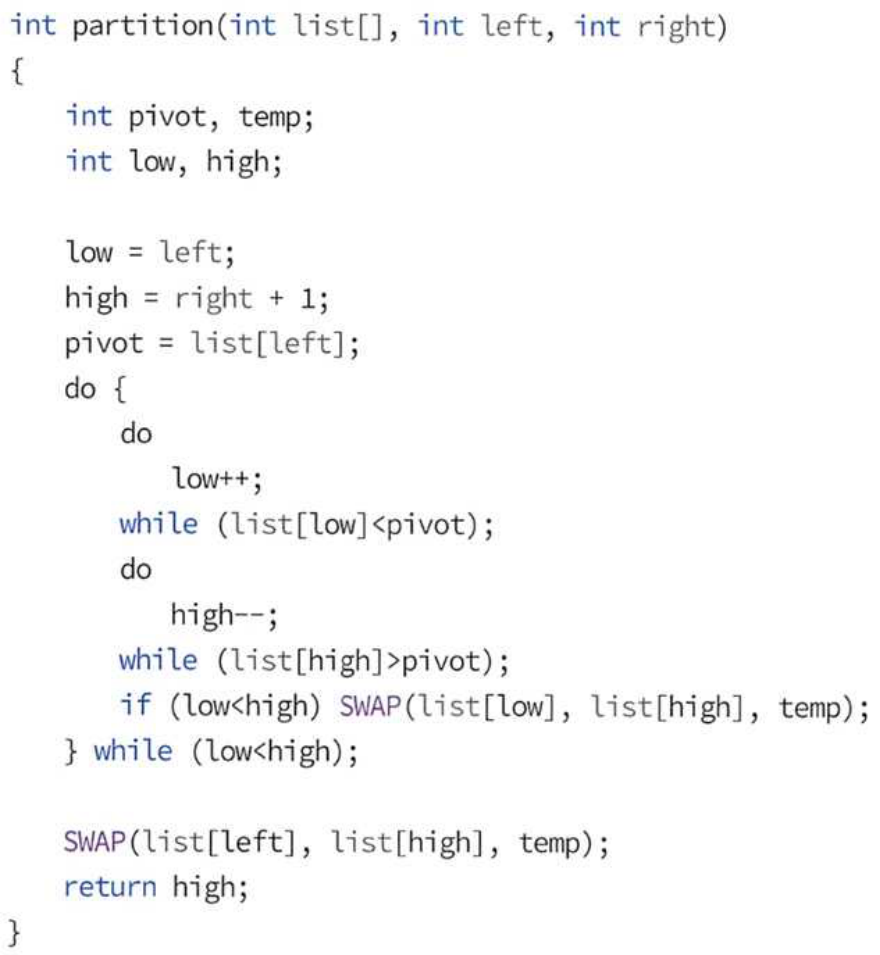 int partition(int list[], int left, int right)
{
    int pivot, temp;
    int low, high;

    low = left;
    high = right + 1;
    pivot = list[left];
    do {
        do
            low++;
        while (list[low]<pivot);
        do
            high--;
        while (list[high]>pivot);
        if (low<high) SWAP(list[low], list[high], temp);
    } while (low<high);

    SWAP(list[left], list[high], temp);
    return high;
}